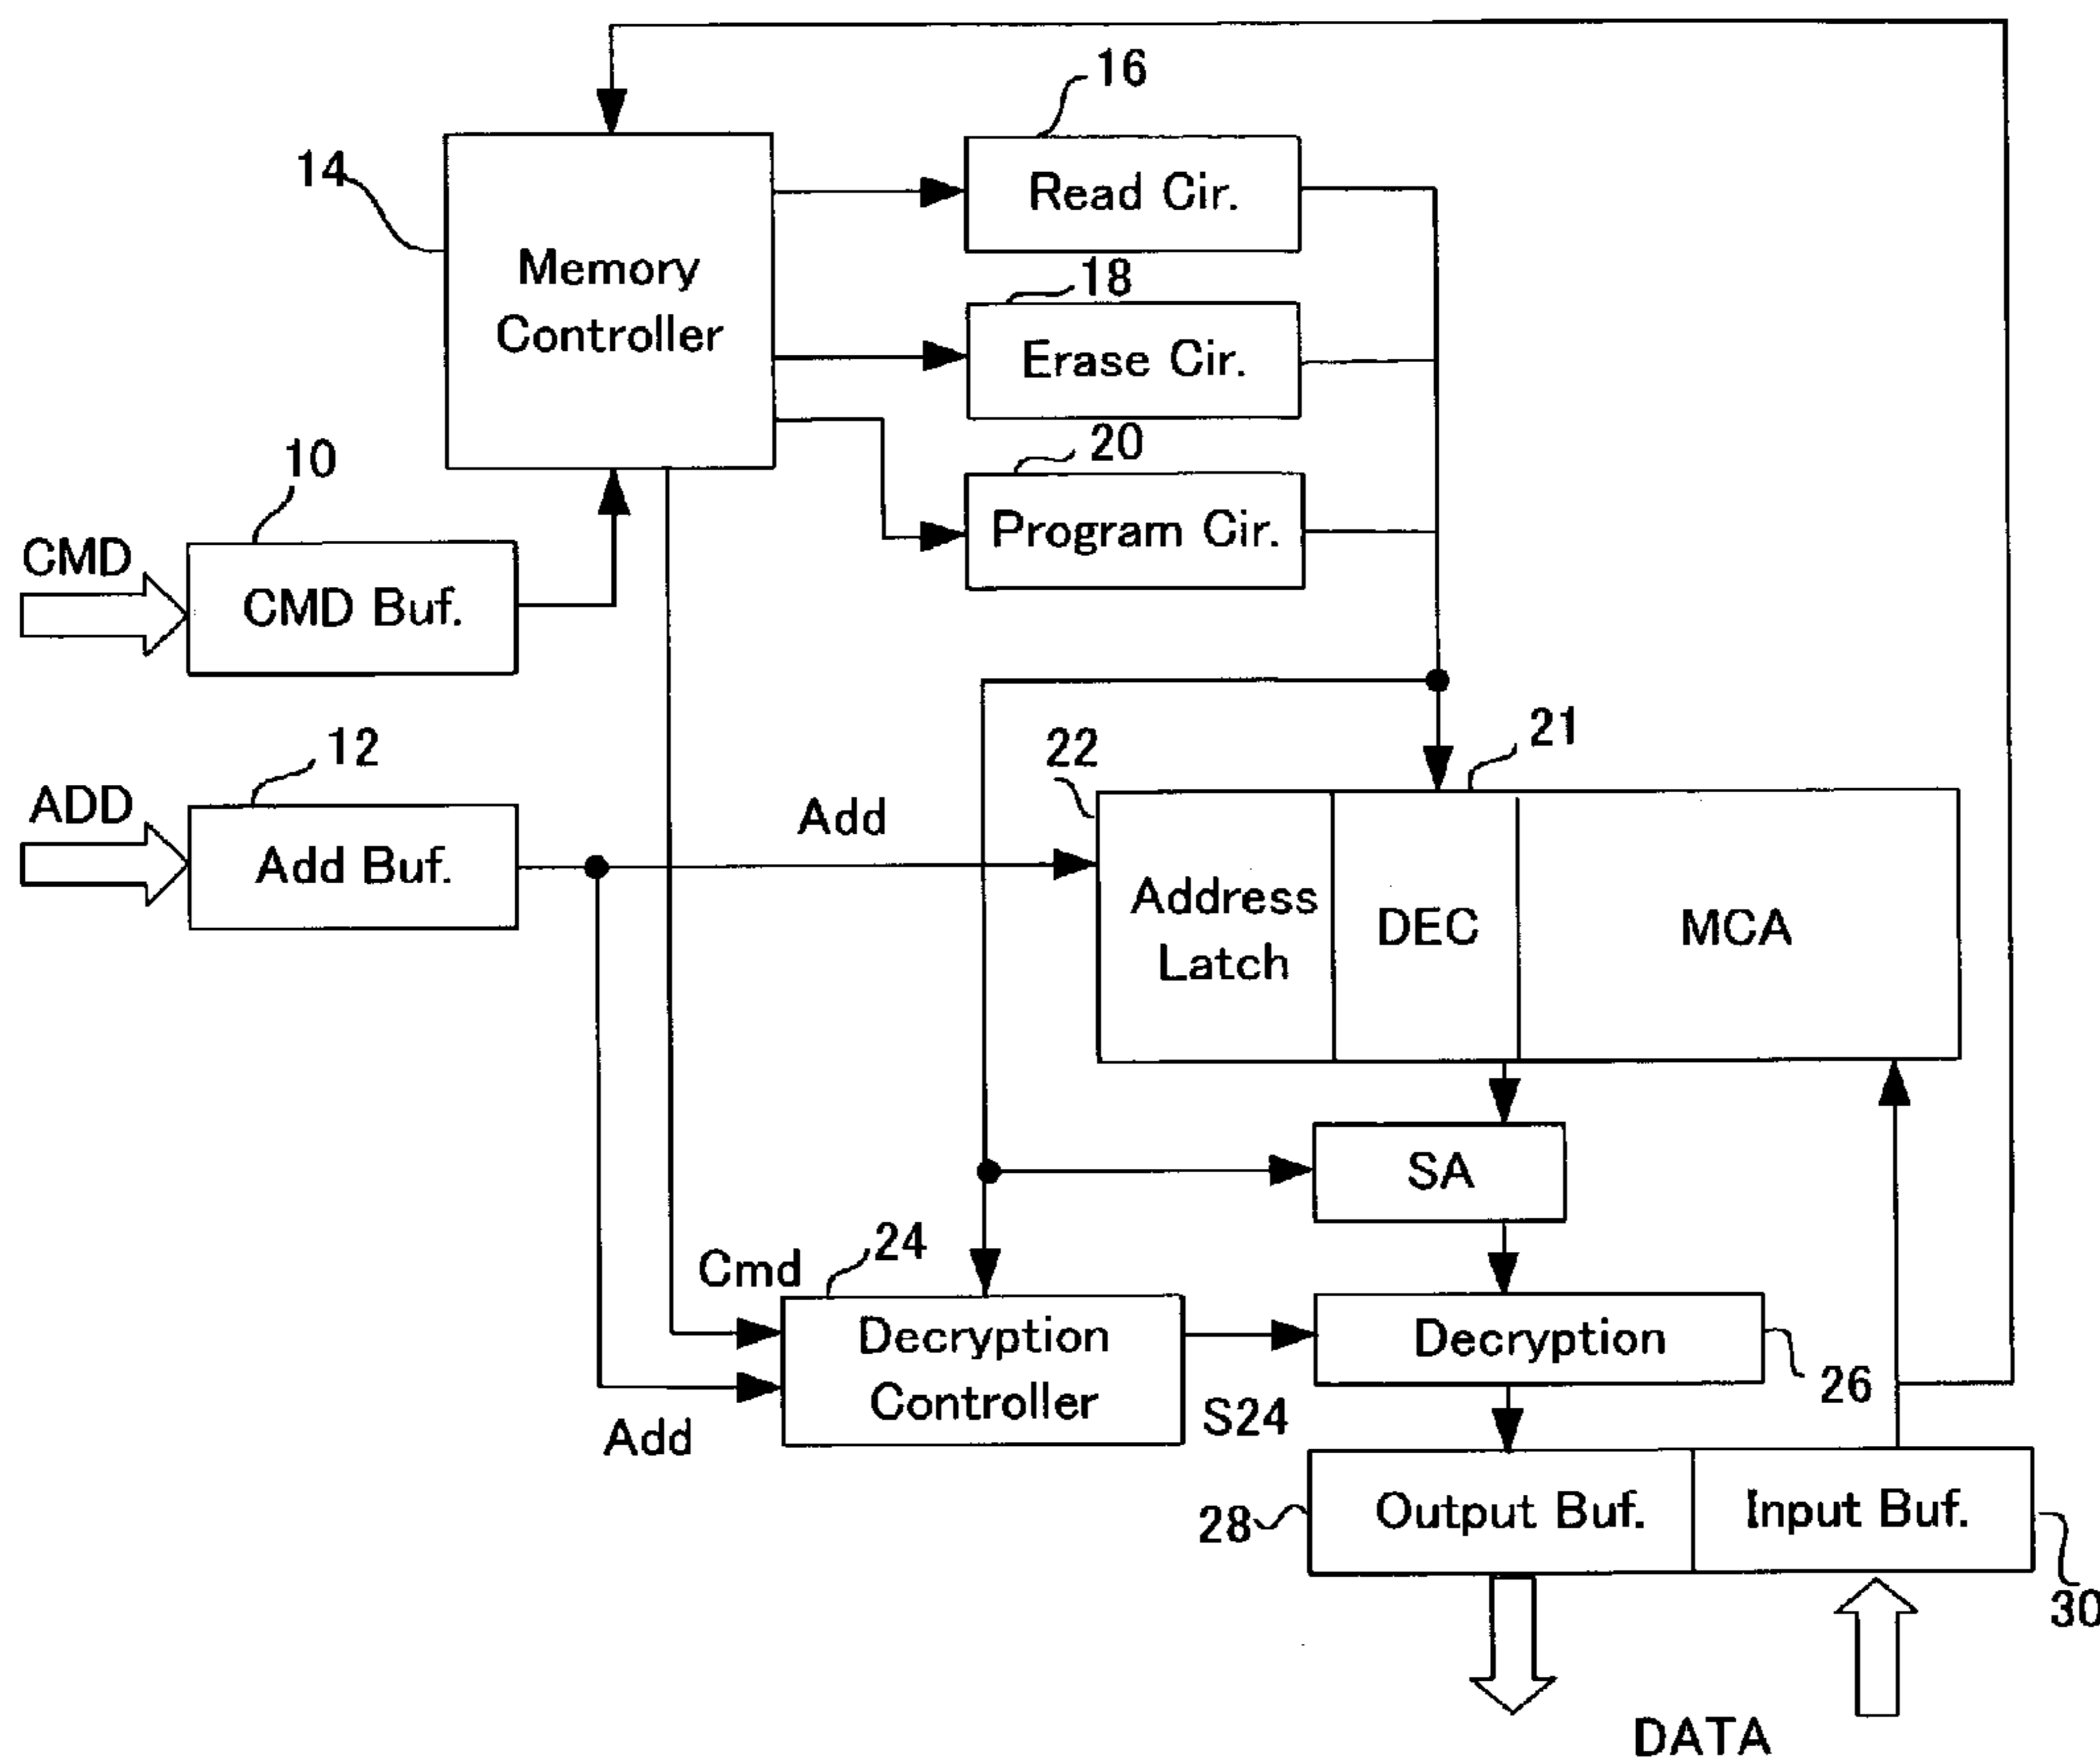 16
14
Read Cir.
Memory
Controller
18
Erase Cir.
20
Program Cir.
10
CMD
CMD Buf.
12
ADD
Add Buf.
Add
22
21
Address
Latch
DEC
MCA
SA
Cmd
24
Decryption
Controller
Add
S24
Decryption
26
28
Output Buf.
Input Buf.
30
DATA